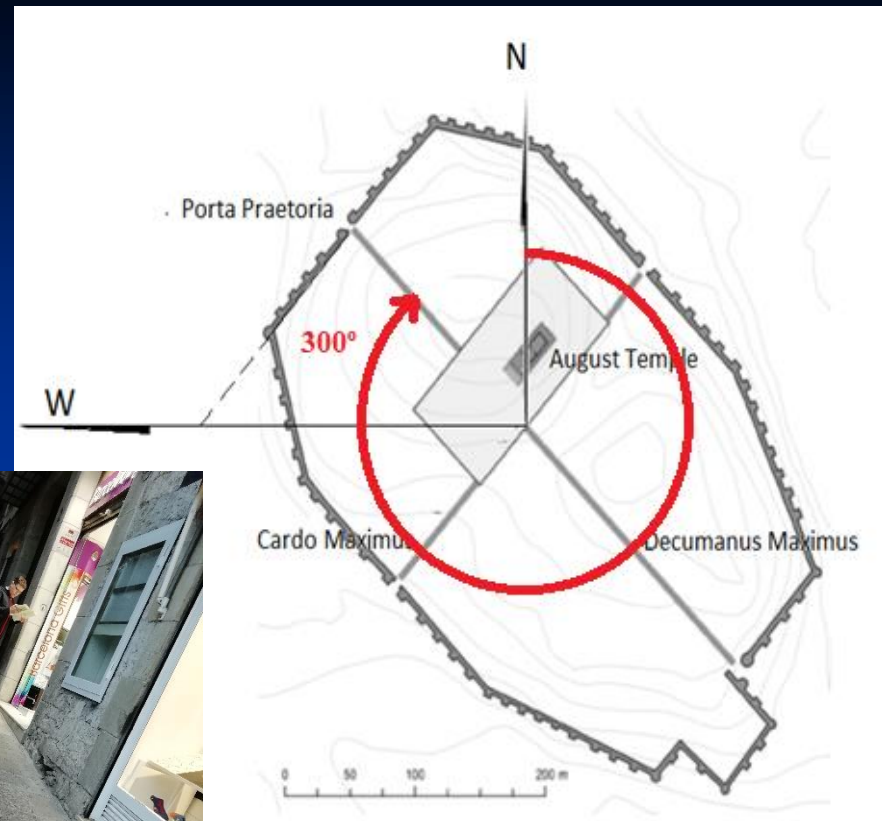 N
Porta Praetoria
300º
August Temple
W
Cardo Maximus
Decumanus Maximus
0 50 100 200 m
Barcelona Gifts